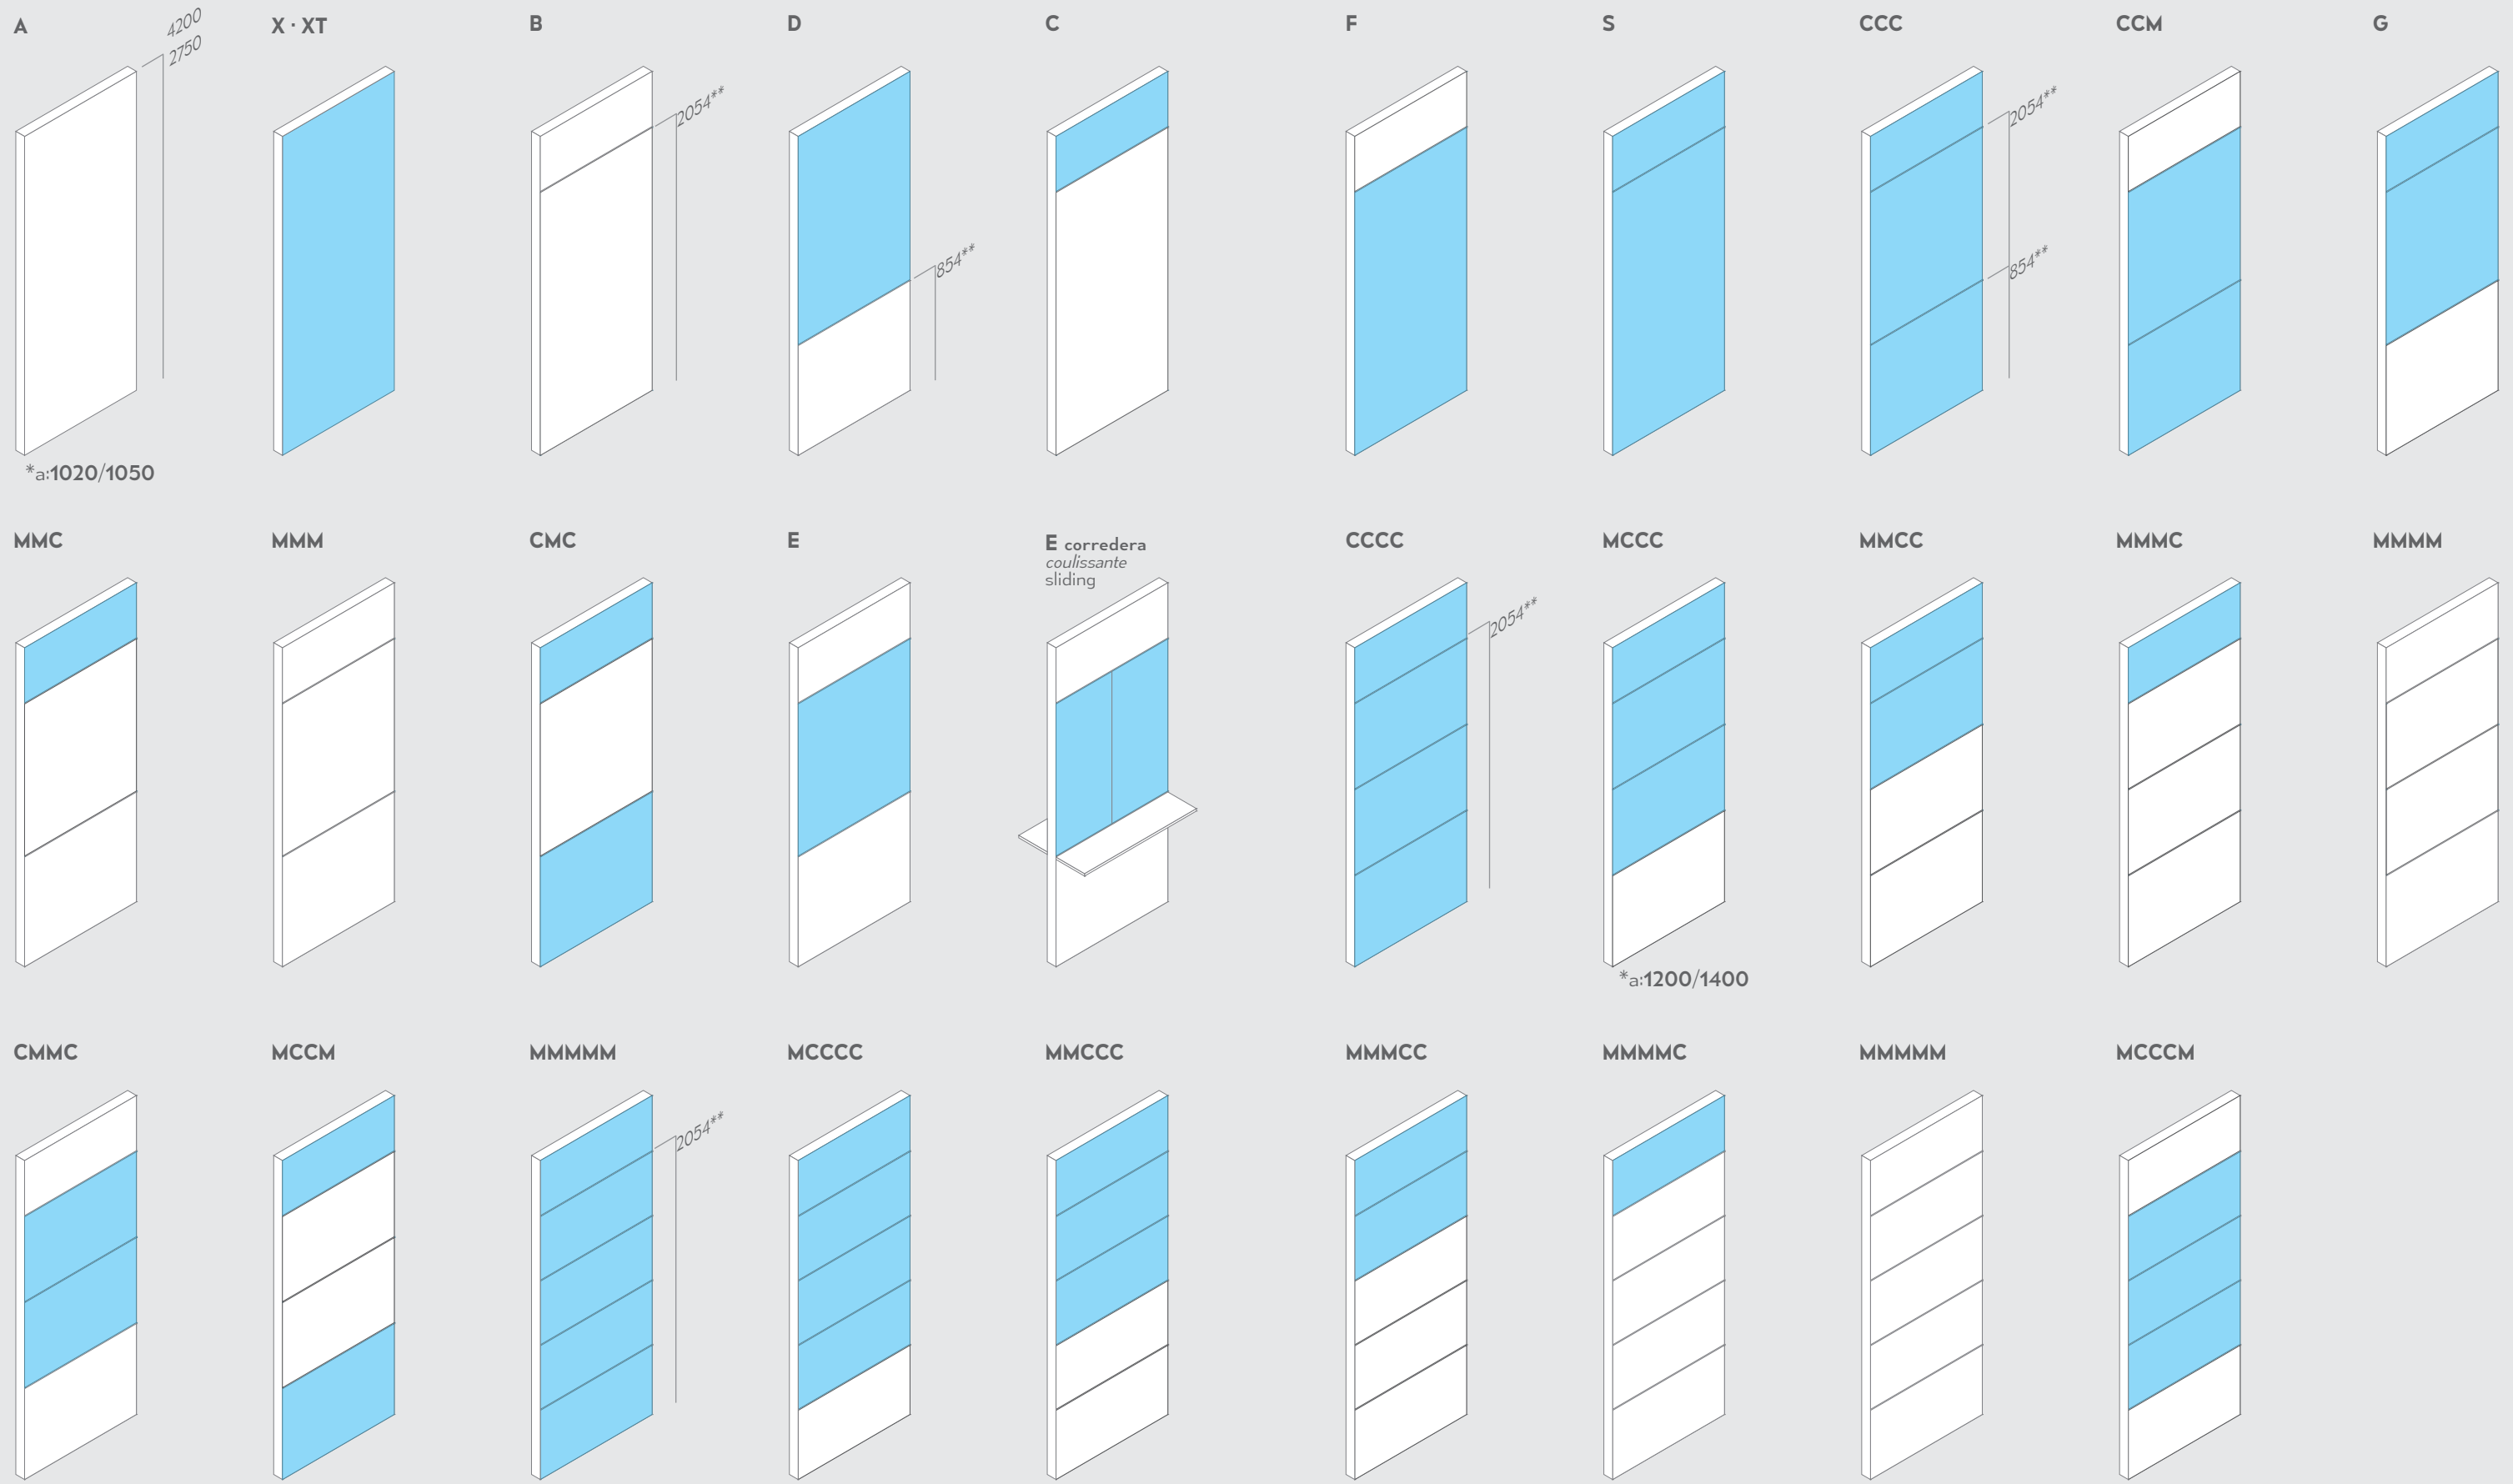 A
4200
2750
X · XT
B
2054**
D
854**
C
F
S
CCC
2054**
854**
CCM
G
*a:1020/1050
MMC
MMM
CMC
E
E corredera
coulissante
sliding
CCCC
2054**
MCCC
MMCC
MMMC
MMMM
*a:1200/1400
CMMC
MCCM
MMMMM
2054**
MCCCC
MMCCC
MMMCC
MMMMC
MMMMM
MCCCM